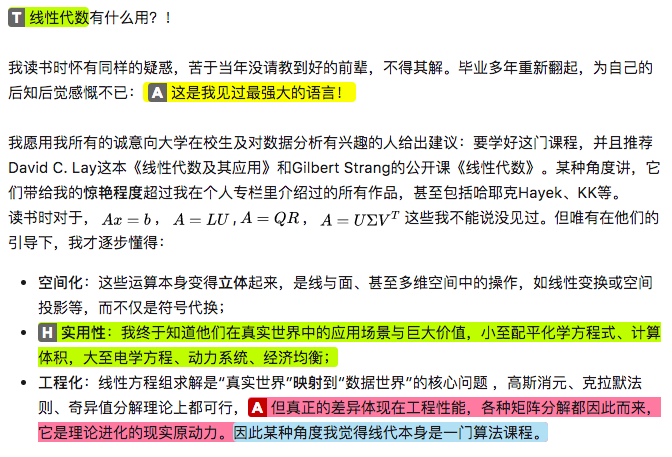 T 线性代数有什么用？！
我读书时怀有同样的疑惑，苦于当年没请教到好的前辈，不得其解。毕业多年重新翻起，为自己的
后知后觉感慨不已： A 这是我见过最强大的语言！
我愿用我所有的诚意向大学在校生及对数据分析有兴趣的人给出建议：要学好这门课程，并且推荐
David C. Lay这本《线性代数及其应用》和Gilbert Strang的公开课《线性代数》。某种角度讲，它
们带给我的惊艳程度超过我在个人专栏里介绍过的所有作品，甚至包括哈耶克Hayek、KK等。
读书时对于， Ax = b ， A = LU , A = QR ， A = UΣV^T 这些我不能说没见过。但唯有在他们的
引导下，我才逐步懂得：
• 空间化：这些运算本身变得立体起来，是线与面、甚至多维空间中的操作，如线性变换或空间
投影等，而不仅是符号代换；
• H 实用性：我终于知道他们在真实世界中的应用场景与巨大价值，小至配平化学方程式、计算
体积，大至电学方程、动力系统、经济均衡；
• 工程化：线性方程组求解是“真实世界”映射到“数据世界”的核心问题 ，高斯消元、克拉默法
则、奇异值分解理论上都可行， A 但真正的差异体现在工程性能，各种矩阵分解都因此而来，
它是理论进化的现实原动力。因此某种角度我觉得线代本身是一门算法课程。